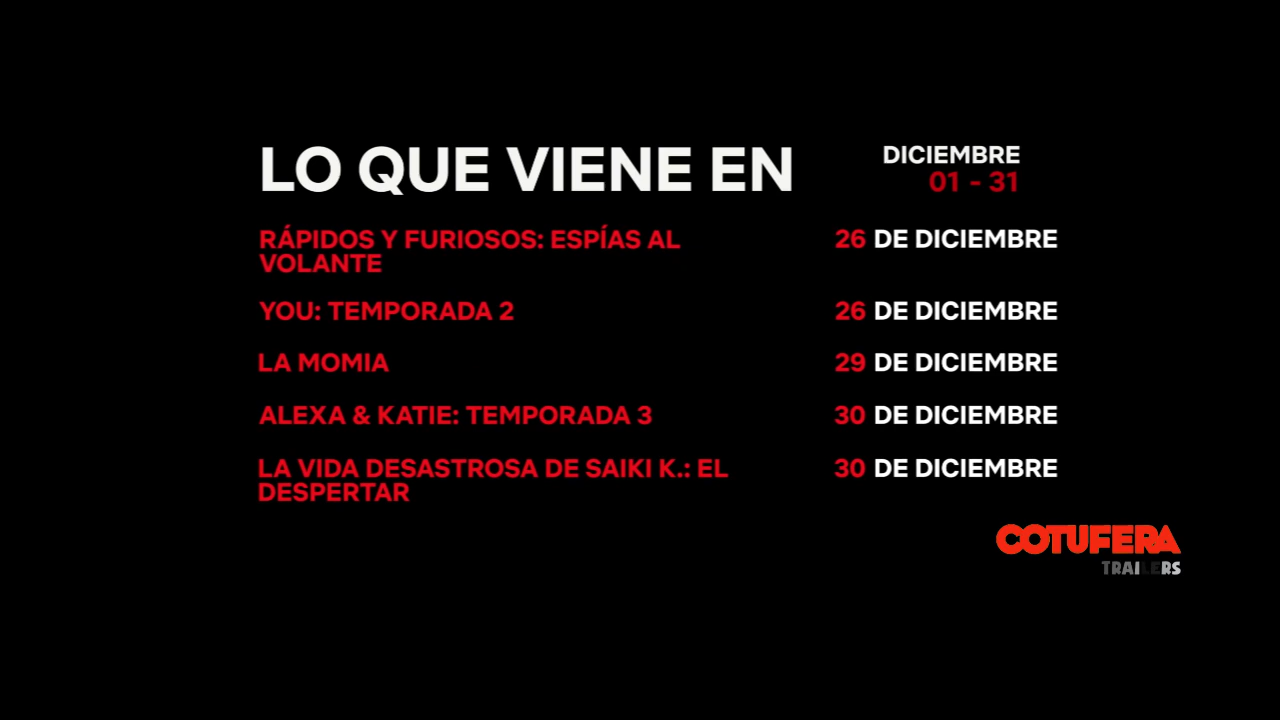 LO QUE VIENE EN
DICIEMBRE
01 - 31
RÁPIDOS Y FURIOSOS: ESPÍAS AL
VOLANTE
26 DE DICIEMBRE
YOU: TEMPORADA 2
26 DE DICIEMBRE
LA MOMIA
29 DE DICIEMBRE
ALEXA & KATIE: TEMPORADA 3
30 DE DICIEMBRE
LA VIDA DESASTROSA DE SAIKI K.: EL
DESPERTAR
30 DE DICIEMBRE
COTUFERA
TRAILERS